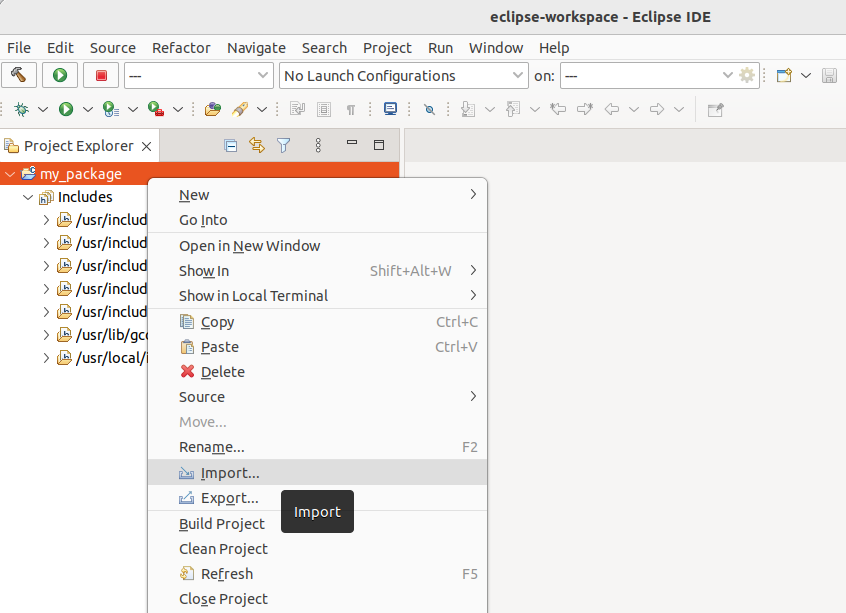 eclipse-workspace - Eclipse IDE
File Edit Source Refactor Navigate Search Project Run Window Help
--- No Launch Configurations on: ---
Project Explorer
my_package
Includes
/usr/includ
/usr/includ
/usr/includ
/usr/includ
/usr/includ
/usr/lib/gcc
/usr/local/i
New
Go Into
Open in New Window
Show In Shift+Alt+W
Show in Local Terminal
Copy Ctrl+C
Paste Ctrl+V
Delete
Source
Move...
Rename... F2
Import...
Export...
Import
Build Project
Clean Project
Refresh F5
Close Project